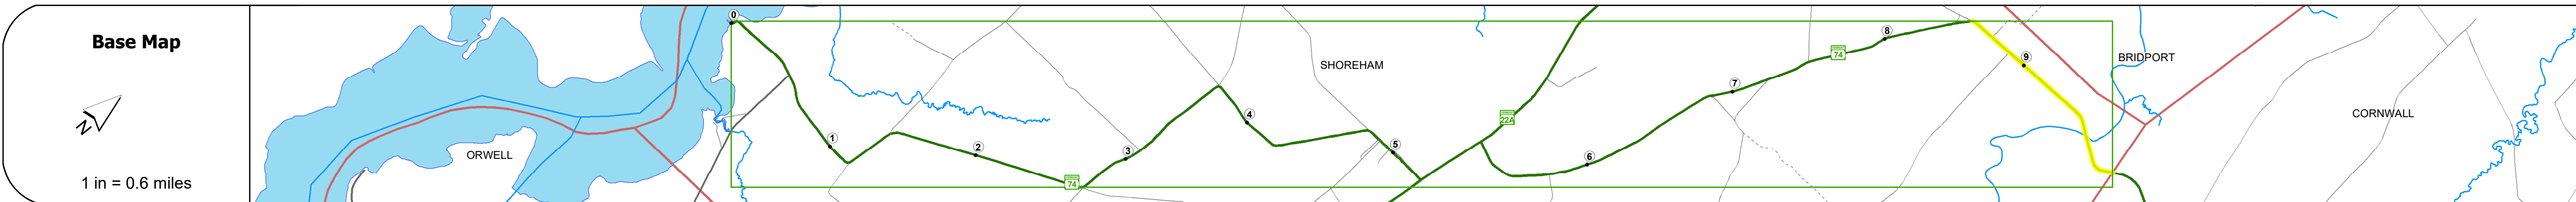 Base Map
N
1 in = 0.6 miles
ORWELL
0
1
2
74
3
4
SHOREHAM
5
22A
6
7
74
8
9
BRIDPORT
CORNWALL